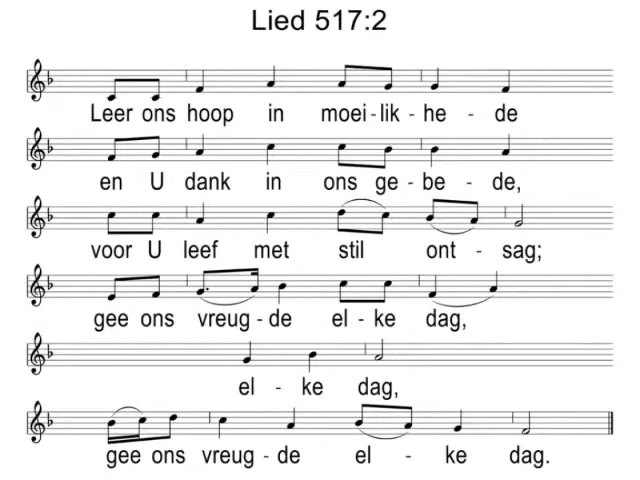 Lied 517:2
Leer ons hoop in moei-lik-he-de
en U dank in ons ge-be-de,
voor U leef met stil ont-sag;
gee ons vreug-de el-ke dag,
el-ke dag,
gee ons vreug-de el-ke dag.